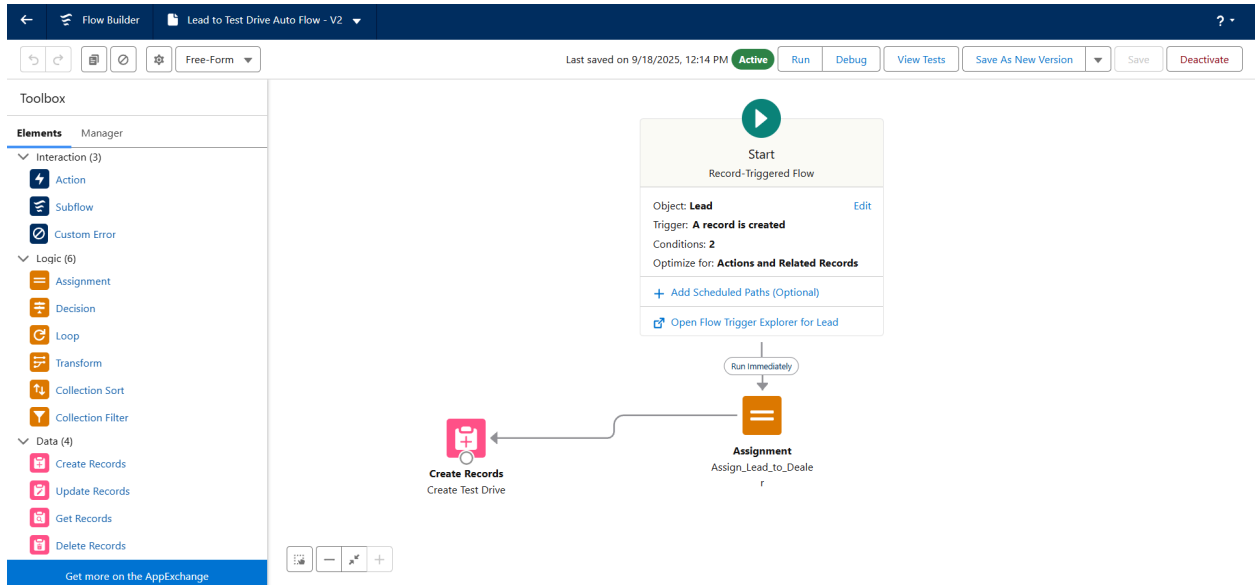 Flow Builder
Lead to Test Drive Auto Flow - V2
?
Free-Form
Last saved on 9/18/2025, 12:14 PM
Active
Run
Debug
View Tests
Save As New Version
Save
Deactivate
Toolbox
Elements
Manager
Interaction (3)
Action
Subflow
Custom Error
Logic (6)
Assignment
Decision
Loop
Transform
Collection Sort
Collection Filter
Data (4)
Create Records
Update Records
Get Records
Delete Records
Get more on the AppExchange
Start
Record-Triggered Flow
Object: Lead
Edit
Trigger: A record is created
Conditions: 2
Optimize for: Actions and Related Records
+ Add Scheduled Paths (Optional)
Open Flow Trigger Explorer for Lead
Run Immediately
Assignment
Assign_Lead_to_Deale
r
Create Records
Create Test Drive